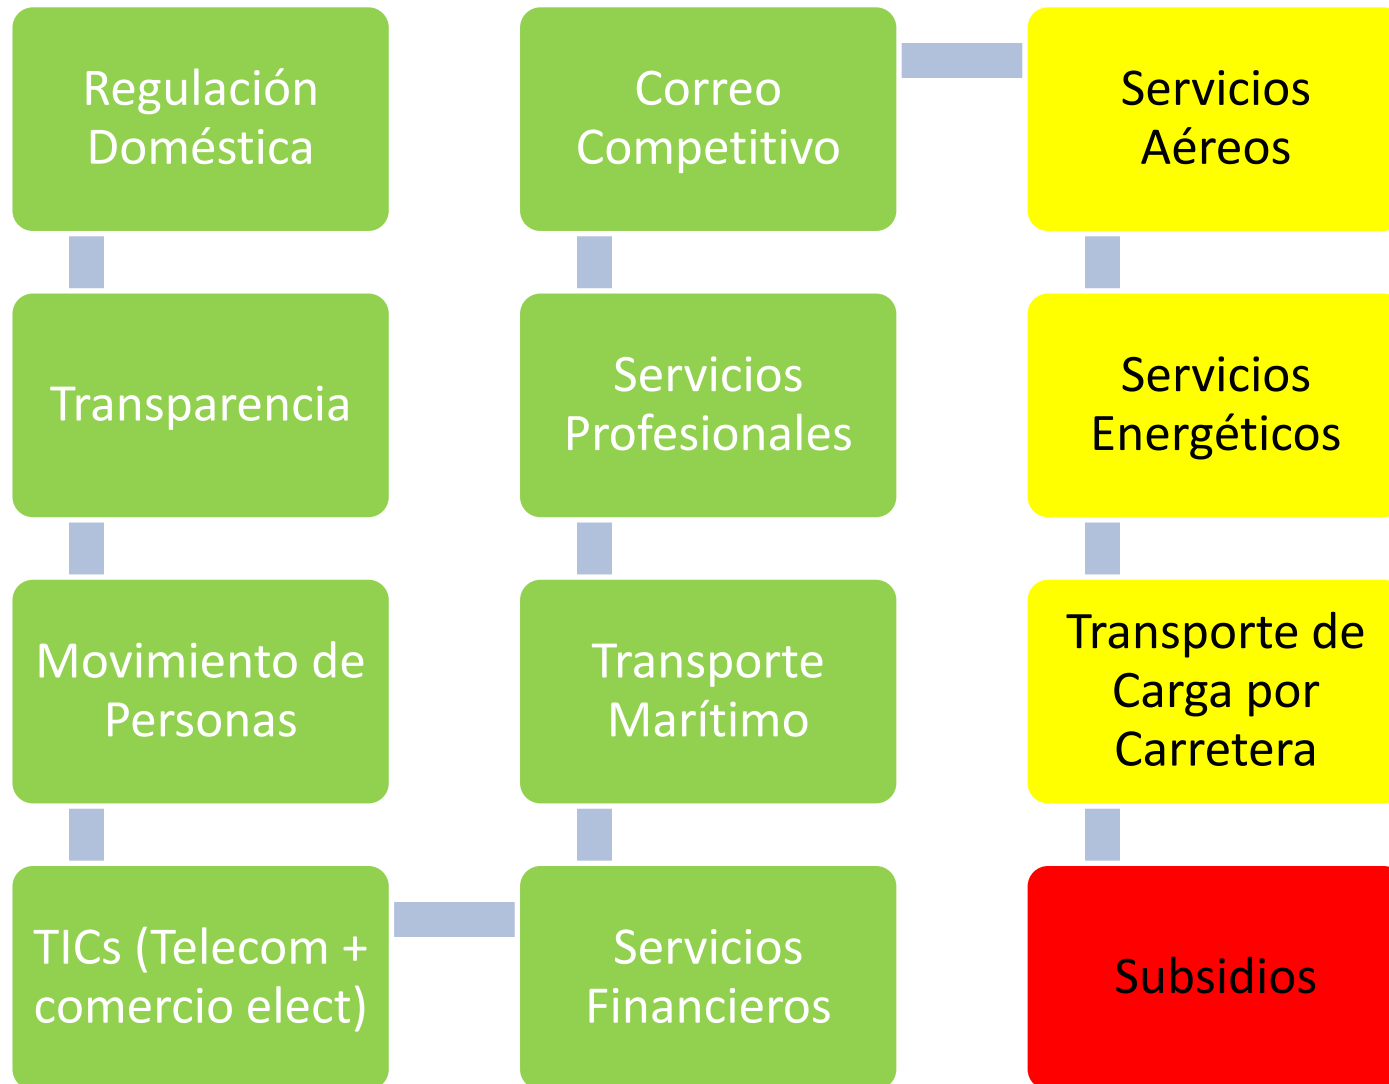 Regulación
Doméstica
Transparencia
Movimiento de
Personas
TICs (Telecom +
comercio elect)
Servicios
Financieros
Transporte
Marítimo
Servicios
Profesionales
Correo
Competitivo
Servicios
Aéreos
Servicios
Energéticos
Transporte de
Carga por
Carretera
Subsidios